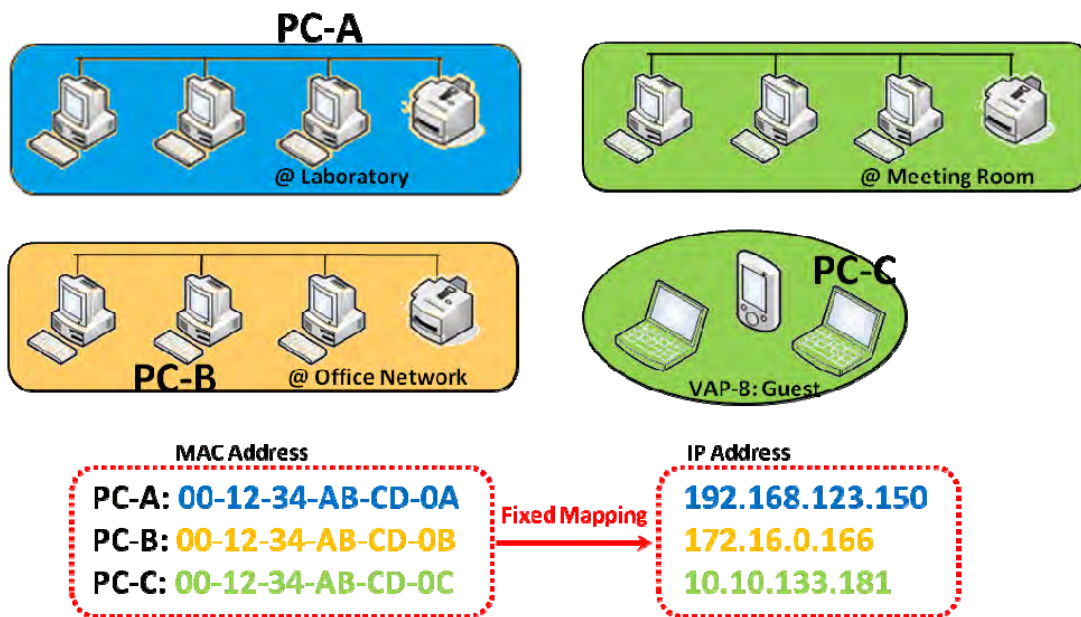 PC-A
@ Laboratory
@ Meeting Room
PC-B
@ Office Network
PC-C
VAP-8: Guest
MAC Address
PC-A: 00-12-34-AB-CD-0A
PC-B: 00-12-34-AB-CD-0B
PC-C: 00-12-34-AB-CD-0C
Fixed Mapping
IP Address
192.168.123.150
172.16.0.166
10.10.133.181